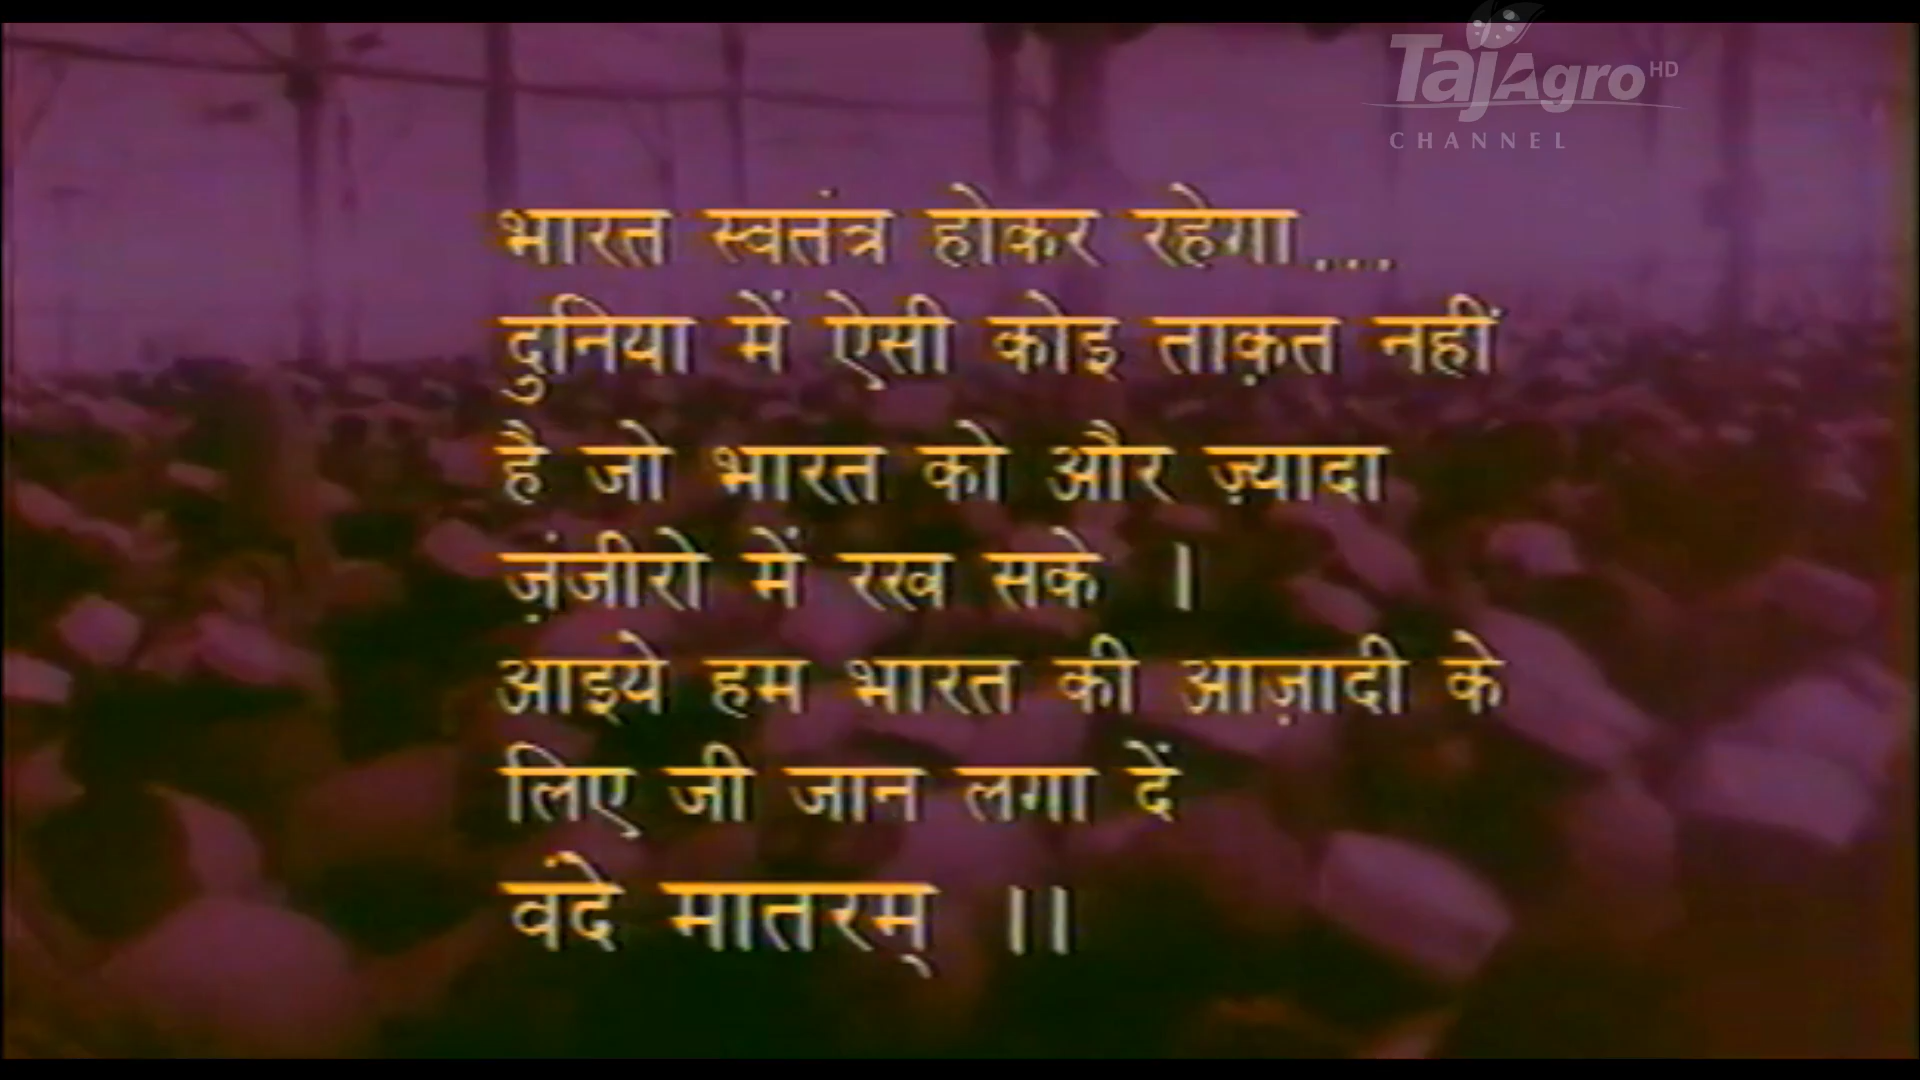 TajAgro HD
CHANNEL
भारत स्वतंत्र होकर रहेगा...
दुनिया में ऐसी कोइ ताक़त नहीं
है जो भारत को और ज़्यादा
ज़ंजीरो में रख सके ।
आइये हम भारत की आज़ादी के
लिए जी जान लगा दें
वंदे मातरम् ।।